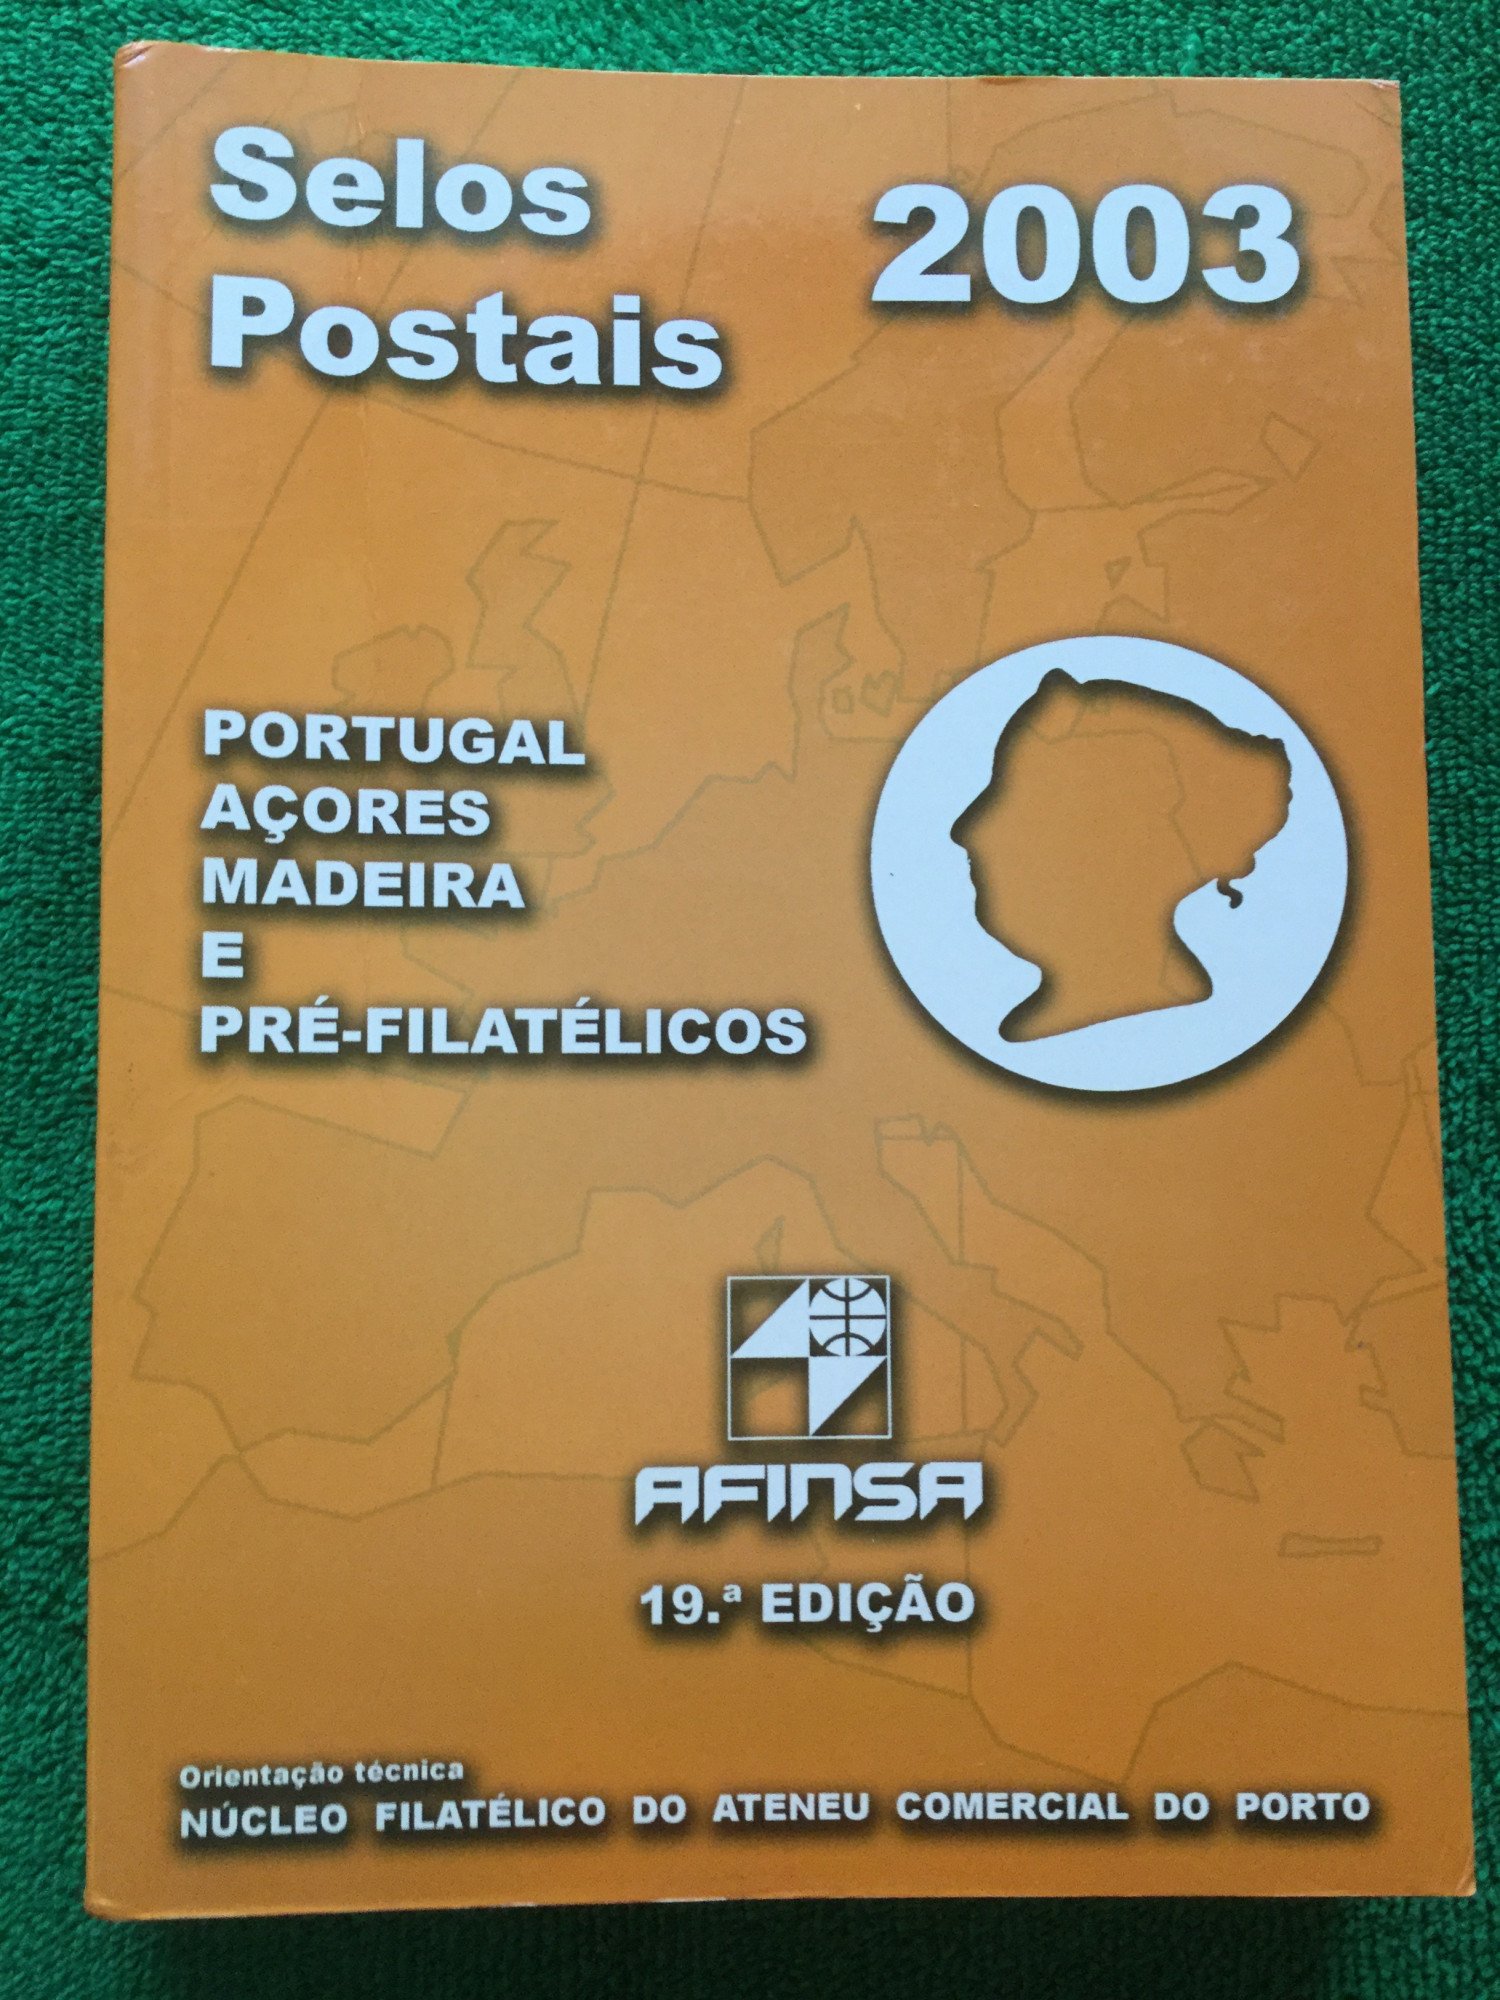 Selos
Postais
2003
PORTUGAL
AÇORES
MADEIRA
E
PRÉ-FILATÉLICOS
AFINSA
19.ª EDIÇÃO
Orientação técnica
NÚCLEO FILATÉLICO DO ATENEU COMERCIAL DO PORTO